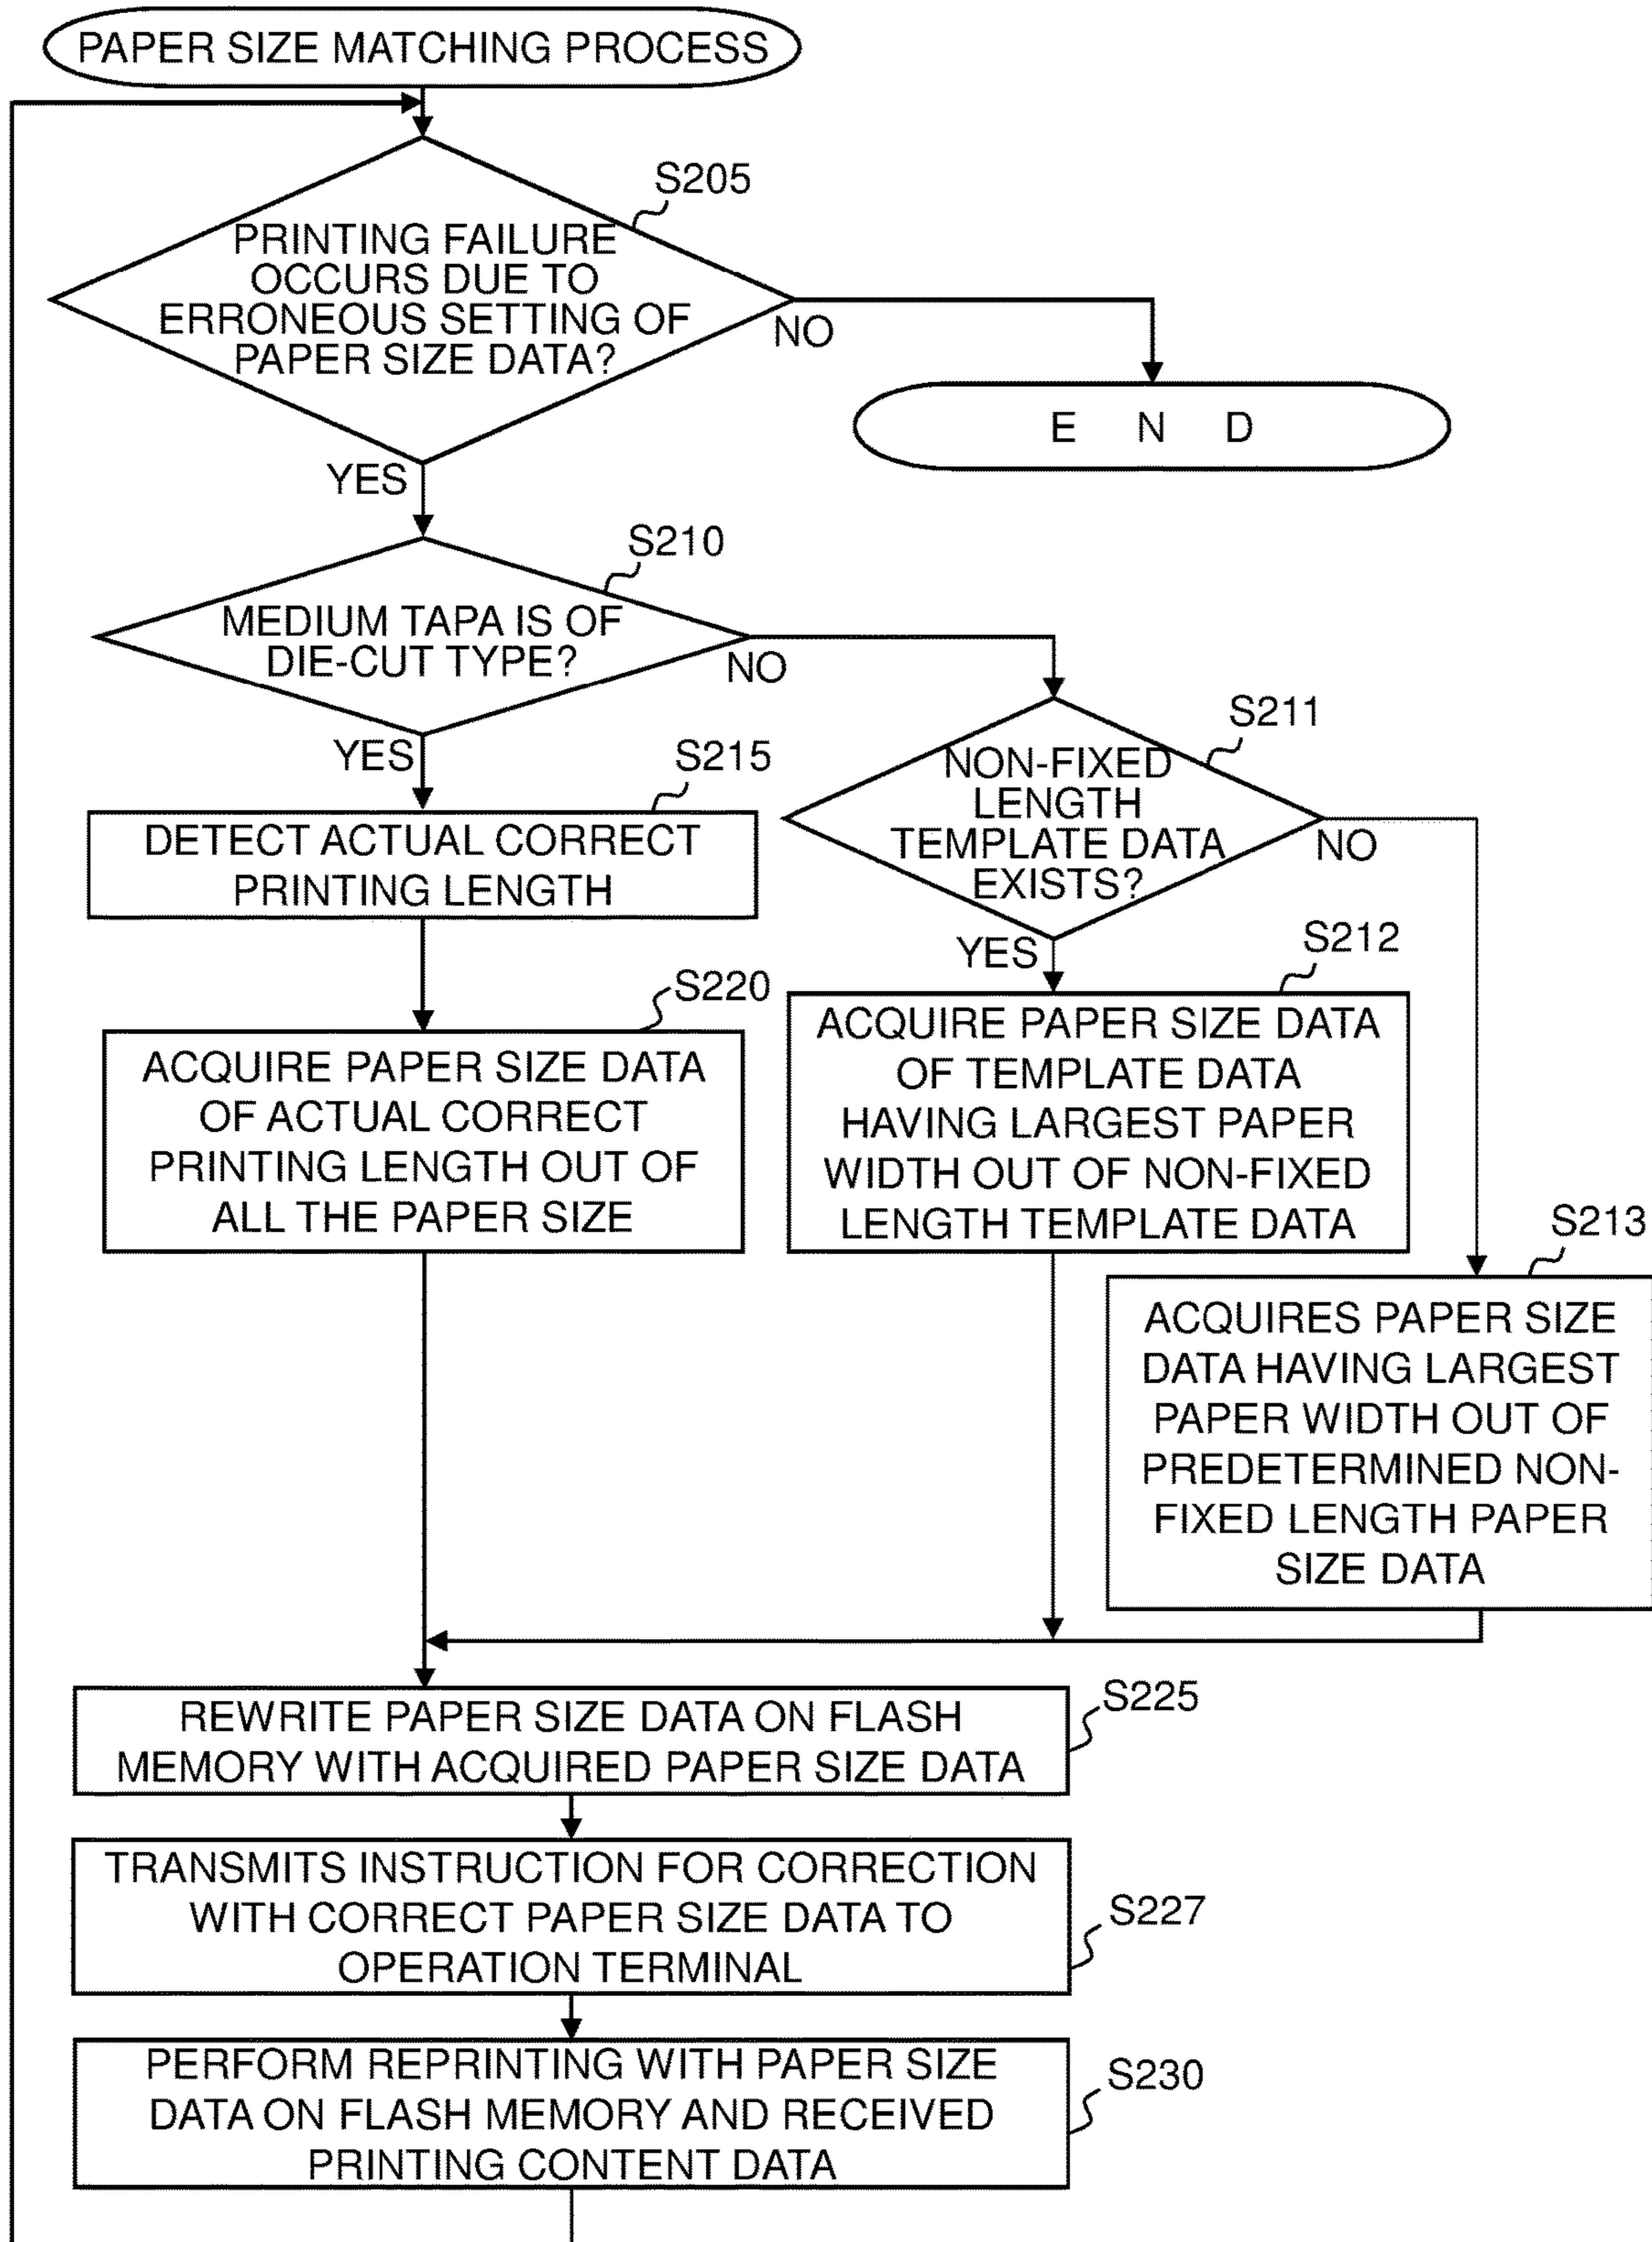 PAPER SIZE MATCHING PROCESS
S205
PRINTING FAILURE
OCCURS DUE TO
ERRONEOUS SETTING OF
PAPER SIZE DATA?
NO
E N D
YES
S210
MEDIUM TAPA IS OF
DIE-CUT TYPE?
NO
YES
S211
NON-FIXED
LENGTH
TEMPLATE DATA
EXISTS?
NO
YES
S215
DETECT ACTUAL CORRECT
PRINTING LENGTH
S212
ACQUIRE PAPER SIZE DATA
OF TEMPLATE DATA
HAVING LARGEST PAPER
WIDTH OUT OF NON-FIXED
LENGTH TEMPLATE DATA
S220
ACQUIRE PAPER SIZE DATA
OF ACTUAL CORRECT
PRINTING LENGTH OUT OF
ALL THE PAPER SIZE
S213
ACQUIRES PAPER SIZE
DATA HAVING LARGEST
PAPER WIDTH OUT OF
PREDETERMINED NON-
FIXED LENGTH PAPER
SIZE DATA
S225
REWRITE PAPER SIZE DATA ON FLASH
MEMORY WITH ACQUIRED PAPER SIZE DATA
S227
TRANSMITS INSTRUCTION FOR CORRECTION
WITH CORRECT PAPER SIZE DATA TO
OPERATION TERMINAL
S230
PERFORM REPRINTING WITH PAPER SIZE
DATA ON FLASH MEMORY AND RECEIVED
PRINTING CONTENT DATA